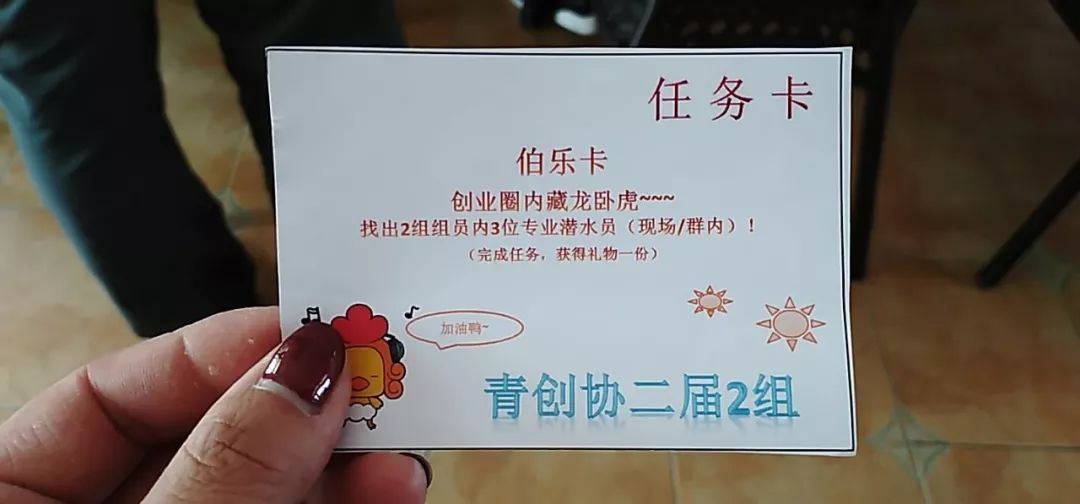 任务卡
伯乐卡
创业圈内藏龙卧虎~~~
找出2组组员内3位专业潜水员（现场/群内）！
（完成任务，获得礼物一份）
加油鸭~
青创协二届2组